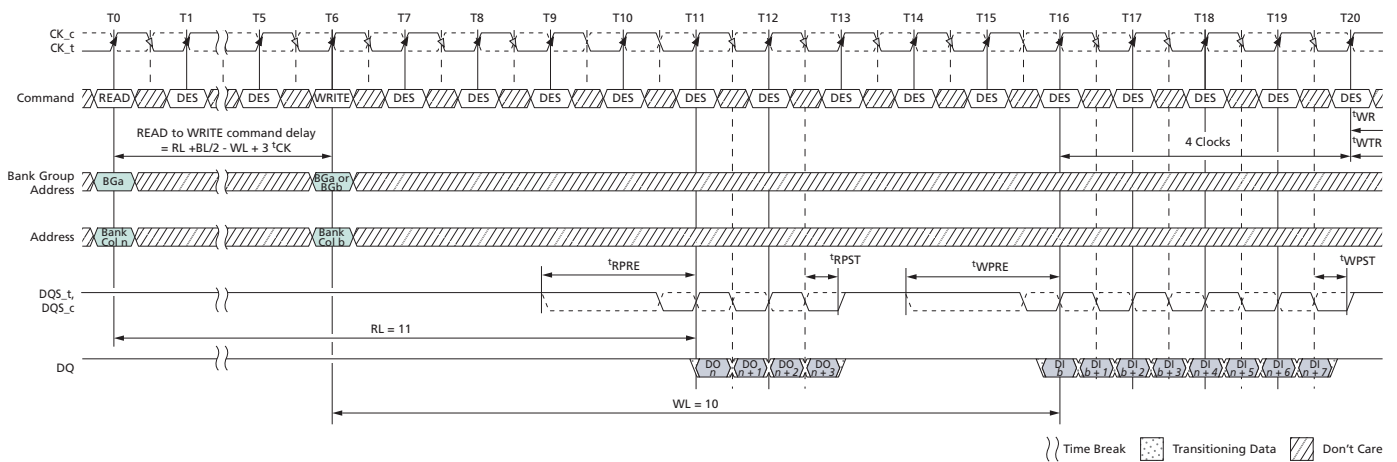 T0 T1 T5 T6 T7 T8 T9 T10 T11 T12 T13 T14 T15 T16 T17 T18 T19 T20
CK_c
CK_t
Command READ DES DES WRITE DES DES DES DES DES DES DES DES DES DES DES DES DES DES
tWR
READ to WRITE command delay
= RL +BL/2 - WL + 3 tCK
4 Clocks
tWTR
Bank Group
Address
BGa
BGa or
BGb
Address
Bank
Col n
Bank
Col b
tRPRE tRPST tWPRE tWPST
DQS_t,
DQS_c
RL = 11
DQ
DO
n
DO
n + 1
DO
n + 2
DO
n + 3
DI
b
DI
b + 1
DI
b + 2
DI
b + 3
DI
n + 4
DI
n + 5
DI
n + 6
DI
n + 7
WL = 10
Time Break Transitioning Data Don't Care